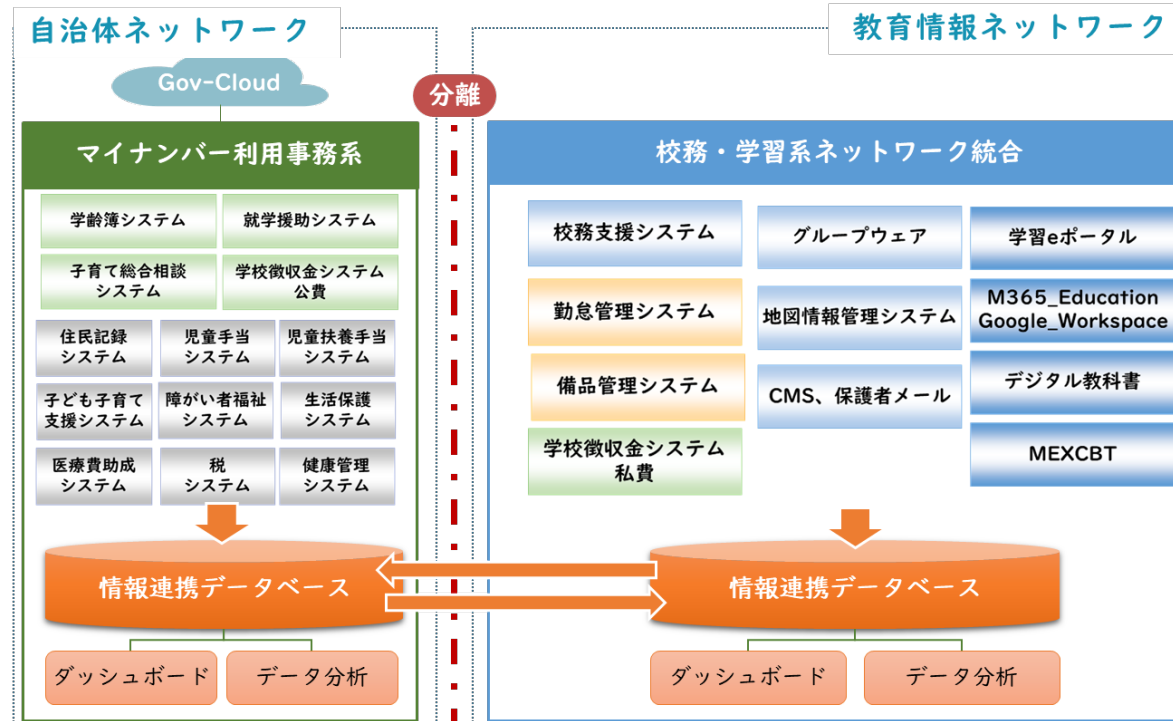 自治体ネットワーク
教育情報ネットワーク
Gov-Cloud
分離
マイナンバー利用事務系
学齢簿システム
就学援助システム
子育て総合相談
システム
学校徴収金システム
公費
住民記録
システム
児童手当
システム
児童扶養手当
システム
子ども子育て
支援システム
障がい者福祉
システム
生活保護
システム
医療費助成
システム
税
システム
健康管理
システム
情報連携データベース
ダッシュボード
データ分析
校務・学習系ネットワーク統合
校務支援システム
グループウェア
学習eポータル
勤怠管理システム
地図情報管理システム
M365_Education
Google_Workspace
備品管理システム
CMS、保護者メール
デジタル教科書
学校徴収金システム
私費
MEXCBT
情報連携データベース
ダッシュボード
データ分析